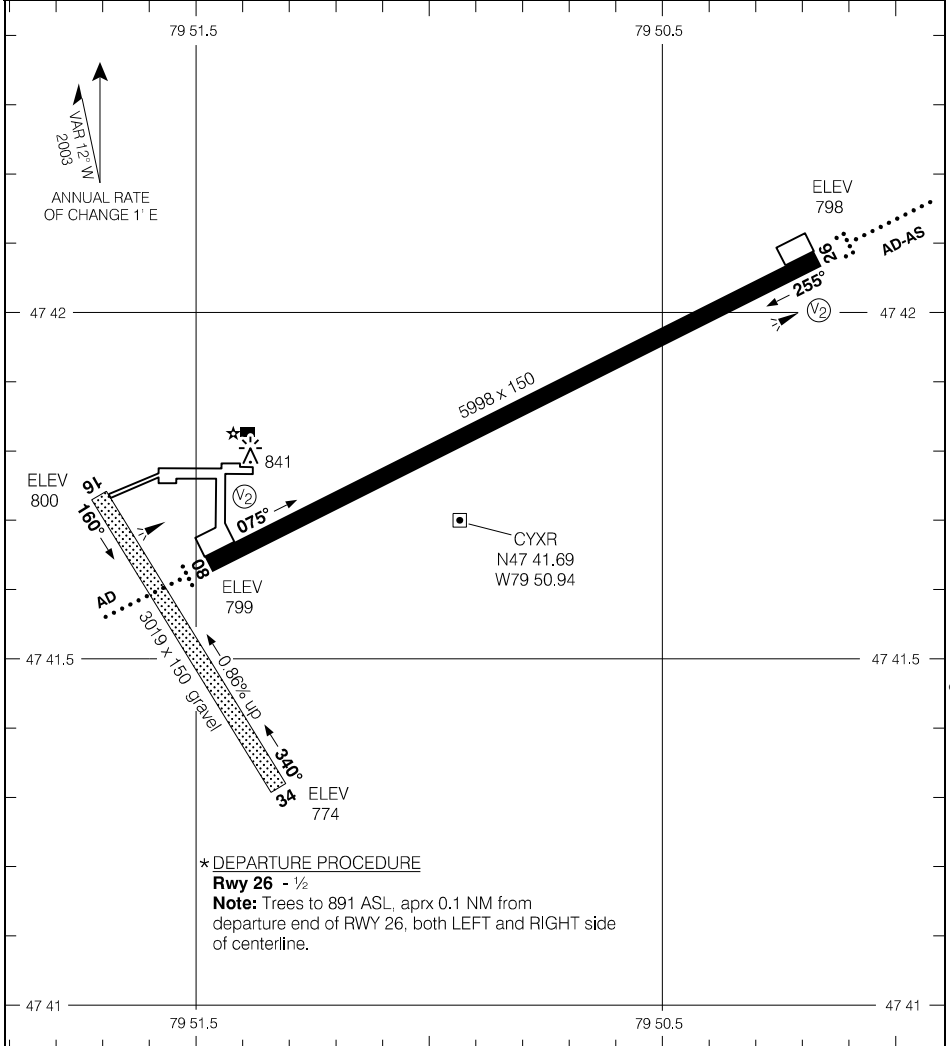 79 51.5
79 50.5
VAR 12° W
2003
ANNUAL RATE
OF CHANGE 1' E
ELEV
798
AD-AS
26
255°
V2
47 42
47 42
5998 x 150
841
ELEV
800
16
160°
V2
075°
CYXR
N47 41.69
W79 50.94
08
ELEV
799
AD
3019 x 150 gravel
0.86% up
47 41.5
47 41.5
340°
34
ELEV
774
* DEPARTURE PROCEDURE
Rwy 26 - ½
Note: Trees to 891 ASL, aprx 0.1 NM from
departure end of RWY 26, both LEFT and RIGHT side
of centerline.
47 41
47 41
79 51.5
79 50.5